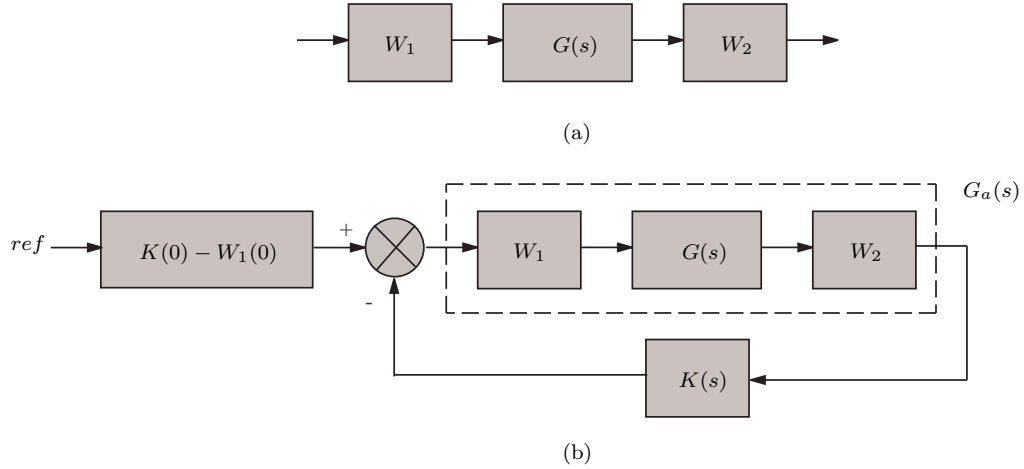 W₁ G(s) W₂
(a)
Gₐ(s)
ref K(0) − W₁(0) + W₁ G(s) W₂
-
K(s)
(b)